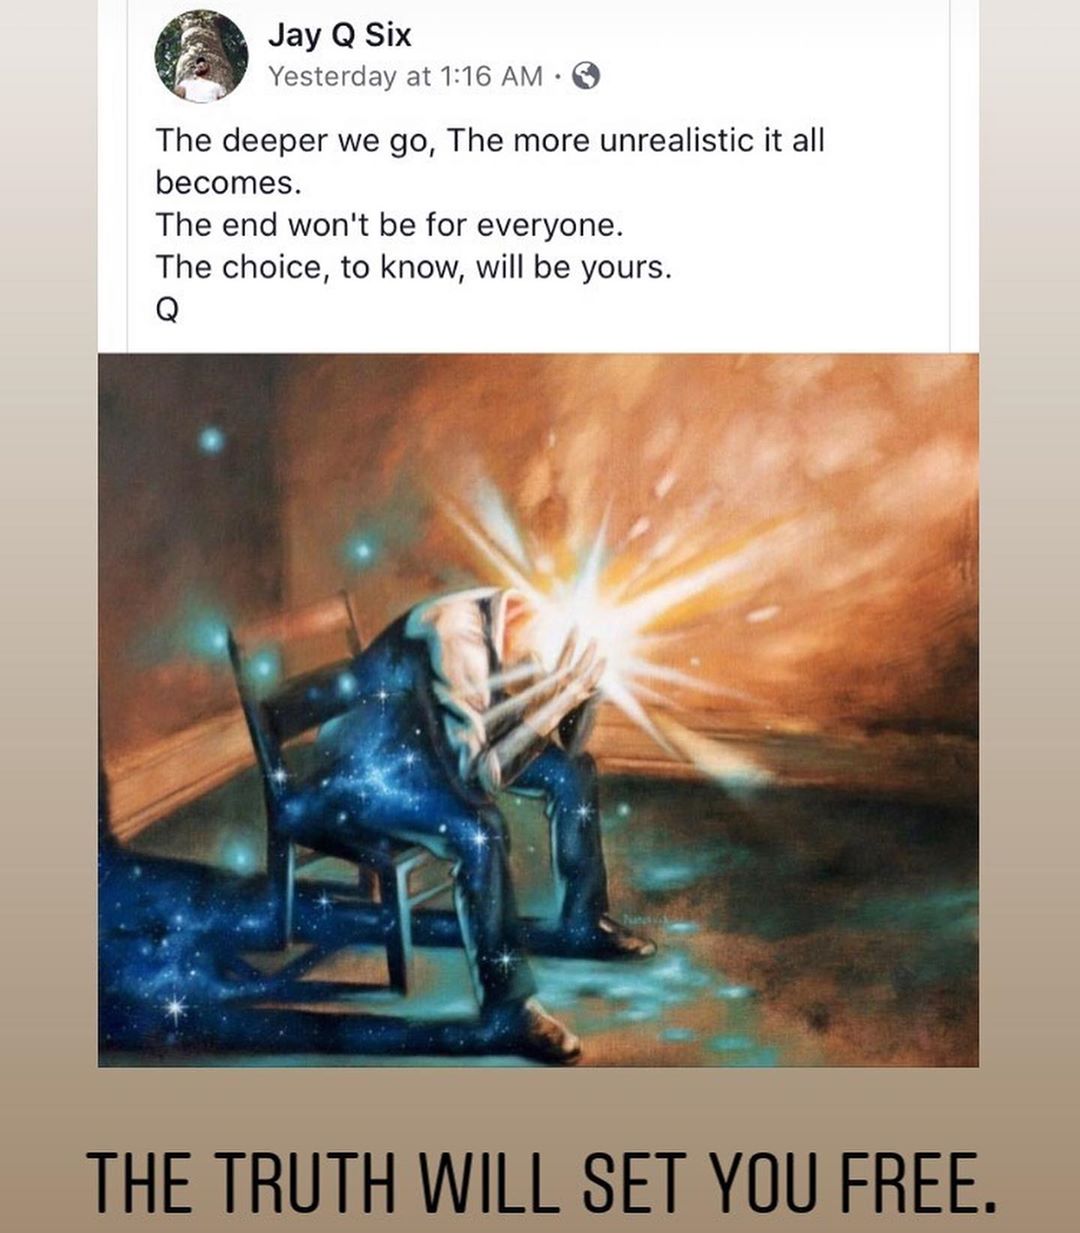 Jay Q Six
Yesterday at 1:16 AM ·
The deeper we go, The more unrealistic it all
becomes.
The end won't be for everyone.
The choice, to know, will be yours.
Q
THE TRUTH WILL SET YOU FREE.